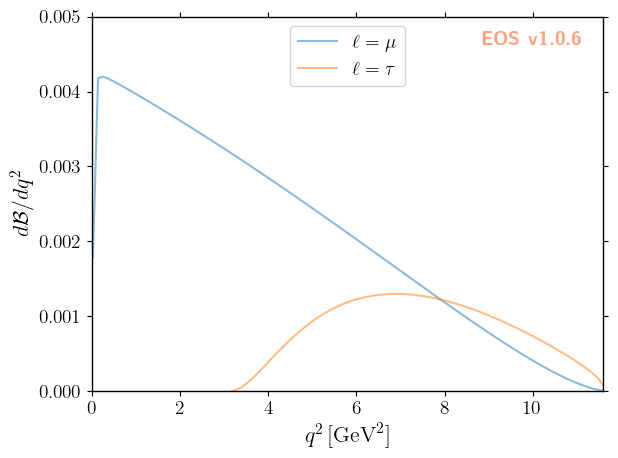 0.005
0.004
0.003
0.002
0.001
0.000
dℬ/dq²
ℓ = μ
ℓ = τ
EOS v1.0.6
0 2 4 6 8 10
q² [GeV²]